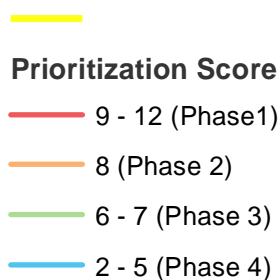 Prioritization Score
9 - 12 (Phase1)
8 (Phase 2)
6 - 7 (Phase 3)
2 - 5 (Phase 4)